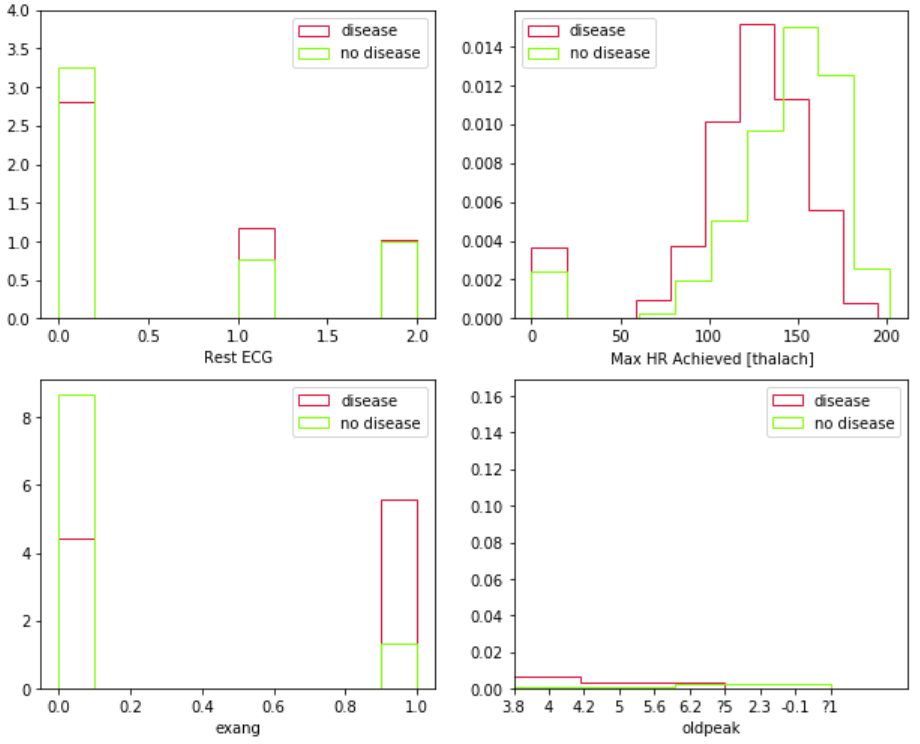 4.0
3.5
3.0
2.5
2.0
1.5
1.0
0.5
0.0
disease
no disease
0.0 0.5 1.0 1.5 2.0
Rest ECG
0.014
0.012
0.010
0.008
0.006
0.004
0.002
0.000
disease
no disease
0 50 100 150 200
Max HR Achieved [thalach]
8
6
4
2
0
disease
no disease
0.0 0.2 0.4 0.6 0.8 1.0
exang
0.16
0.14
0.12
0.10
0.08
0.06
0.04
0.02
0.00
disease
no disease
3.8 4 4.2 5 5.6 6.2 ?5 2.3 -0.1 ?1
oldpeak